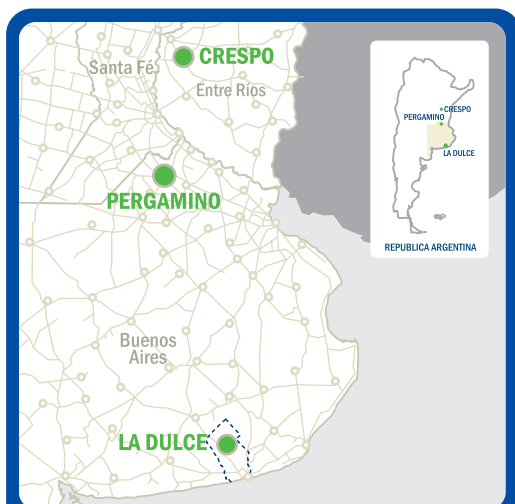 CRESPO
Santa Fé
Entre Ríos
PERGAMINO
Buenos
Aires
LA DULCE
CRESPO
PERGAMINO
LA DULCE
REPUBLICA ARGENTINA